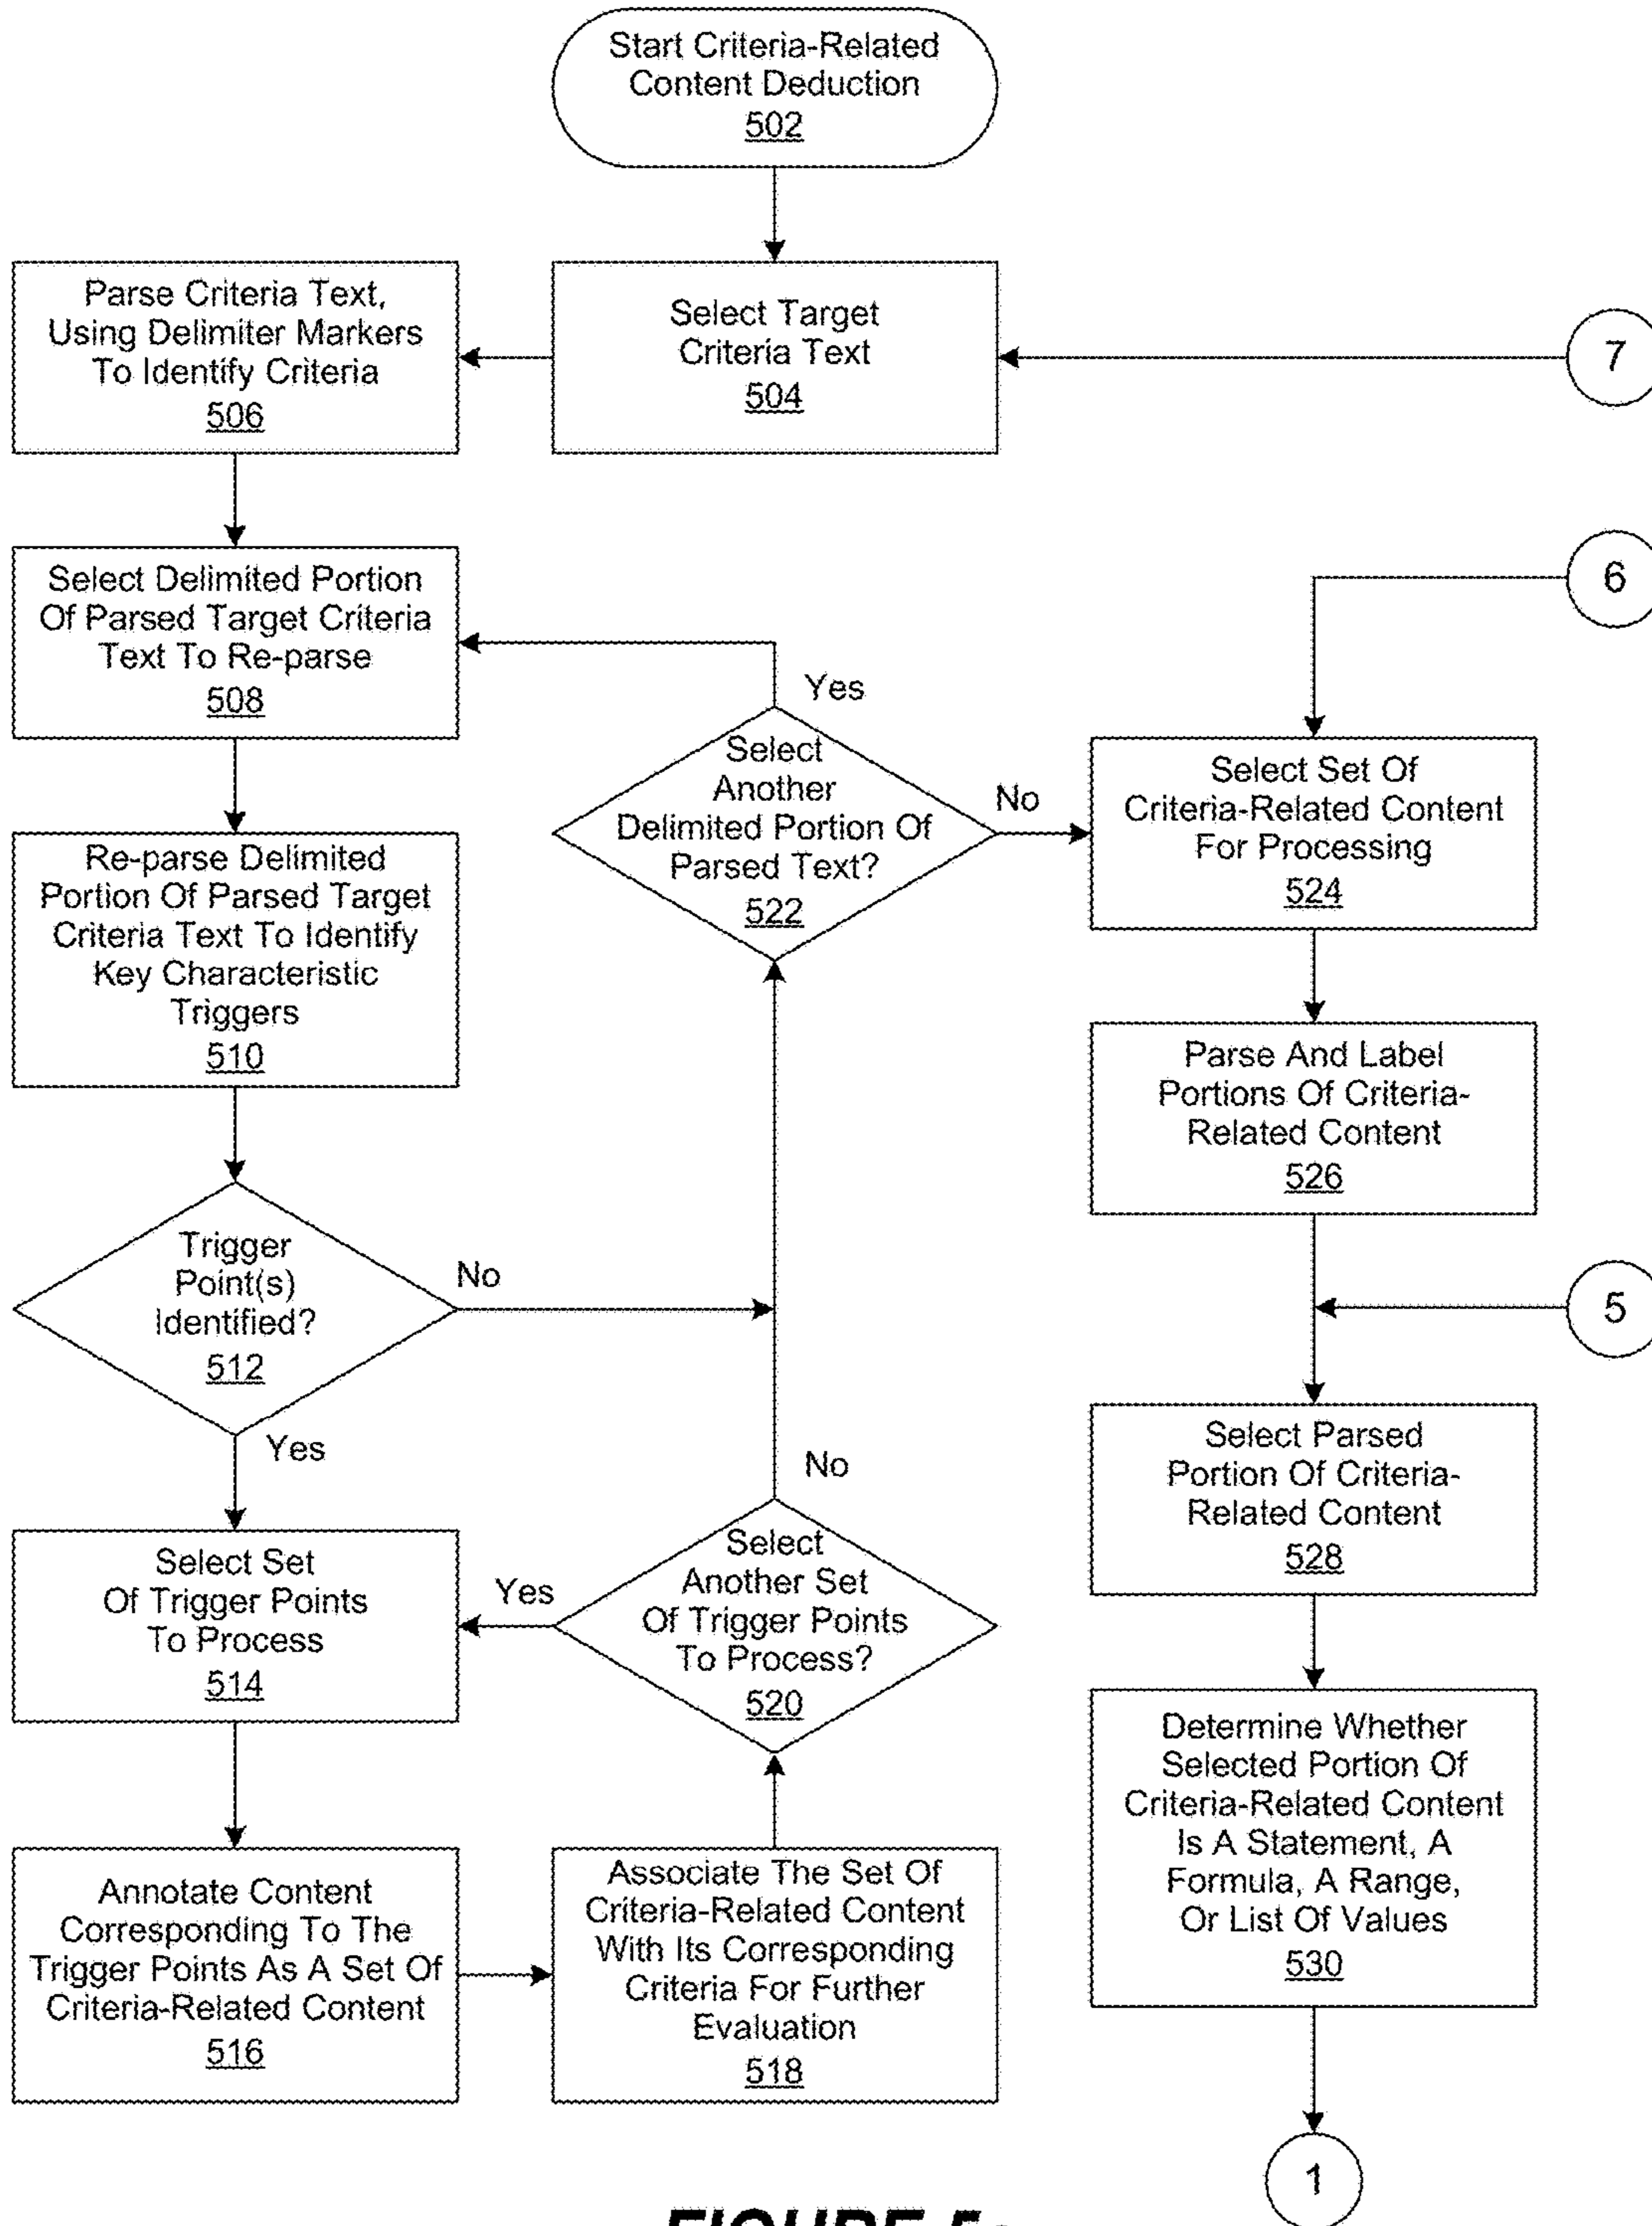 Start Criteria-Related
Content Deduction
502
Parse Criteria Text,
Using Delimiter Markers
To Identify Criteria
506
Select Target
Criteria Text
504
7
Select Delimited Portion
Of Parsed Target Criteria
Text To Re-parse
508
6
Yes
Select
Another
Delimited Portion Of
Parsed Text?
522
No
Select Set Of
Criteria-Related Content
For Processing
524
Re-parse Delimited
Portion Of Parsed Target
Criteria Text To Identify
Key Characteristic
Triggers
510
Parse And Label
Portions Of Criteria-
Related Content
526
Trigger
Point(s)
Identified?
512
No
Yes
5
Select Parsed
Portion Of Criteria-
Related Content
528
No
Select Set
Of Trigger Points
To Process
514
Yes
Select
Another Set
Of Trigger Points
To Process?
520
Determine Whether
Selected Portion Of
Criteria-Related Content
Is A Statement, A
Formula, A Range,
Or List Of Values
530
Annotate Content
Corresponding To The
Trigger Points As A Set Of
Criteria-Related Content
516
Associate The Set Of
Criteria-Related Content
With Its Corresponding
Criteria For Further
Evaluation
518
1
FIGURE